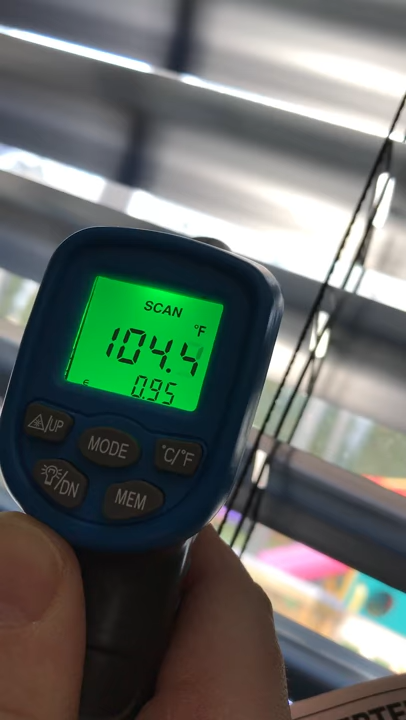 SCAN
°F
104.4
ε 0.95
/UP
MODE
°C/°F
/DN
MEM